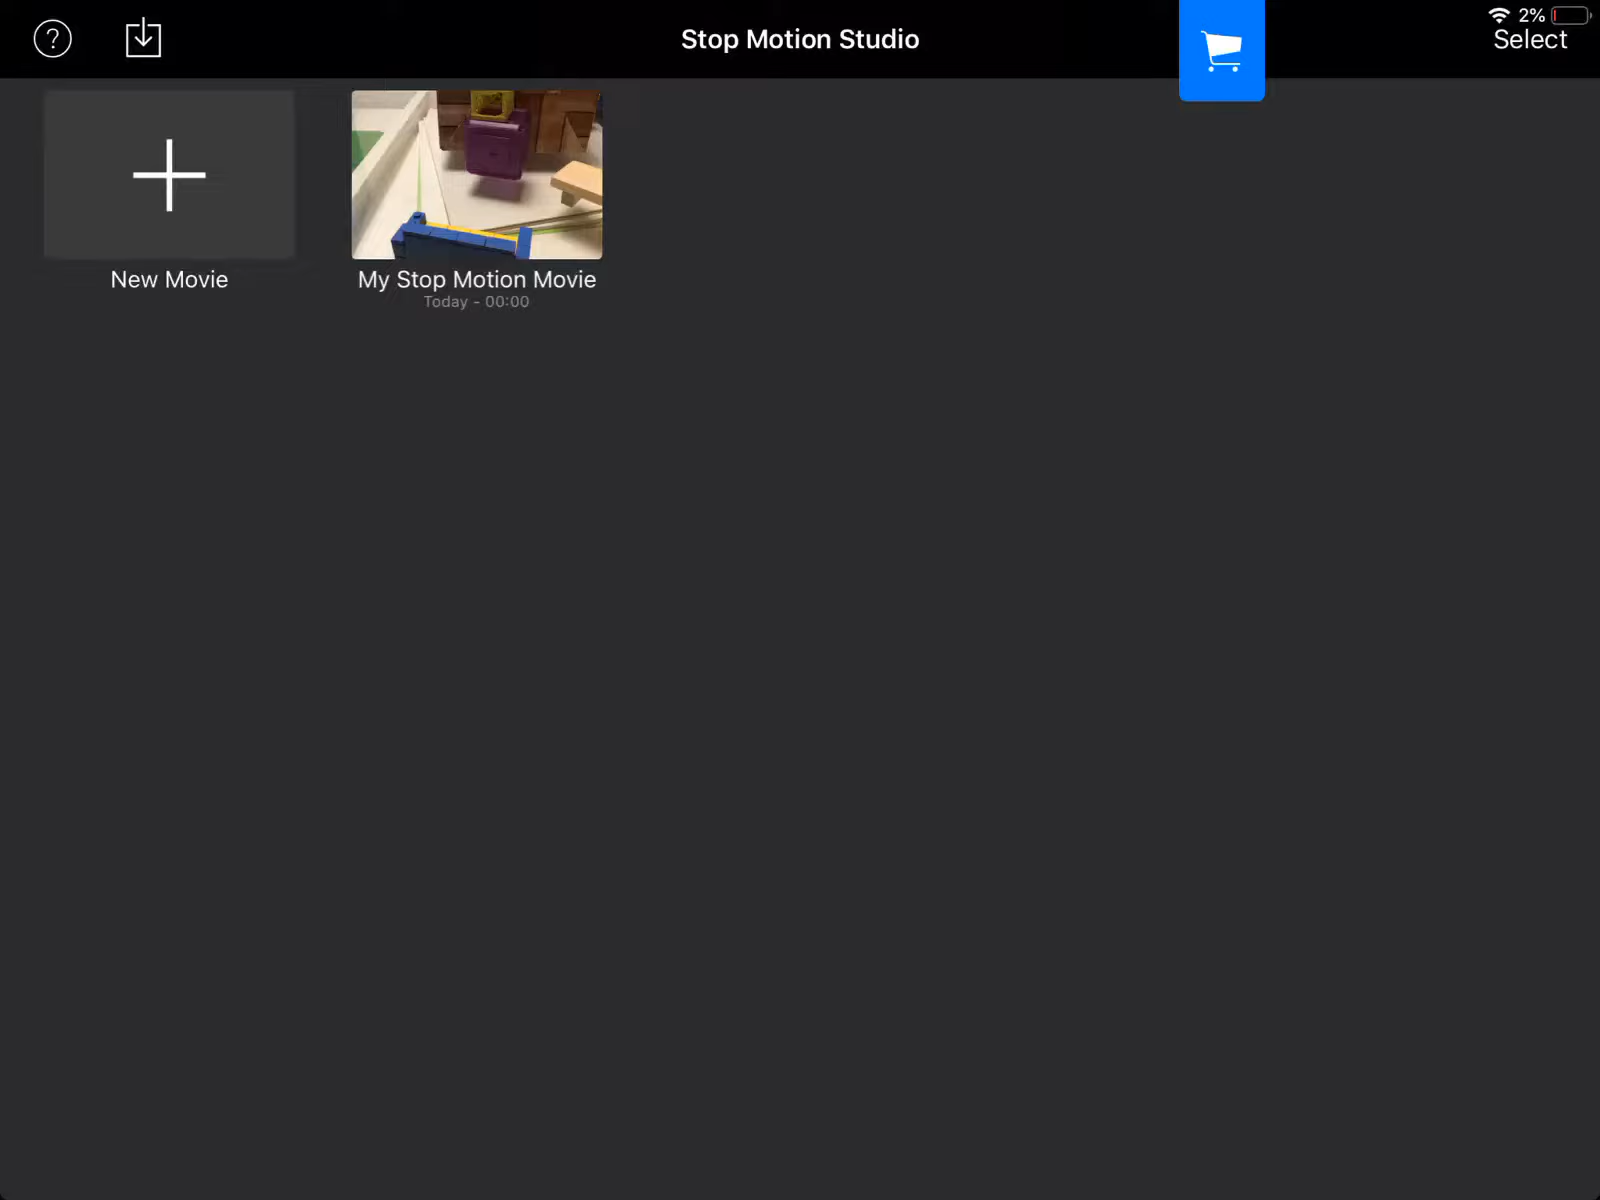 ?
Stop Motion Studio
2%
Select
New Movie
My Stop Motion Movie
Today - 00:00